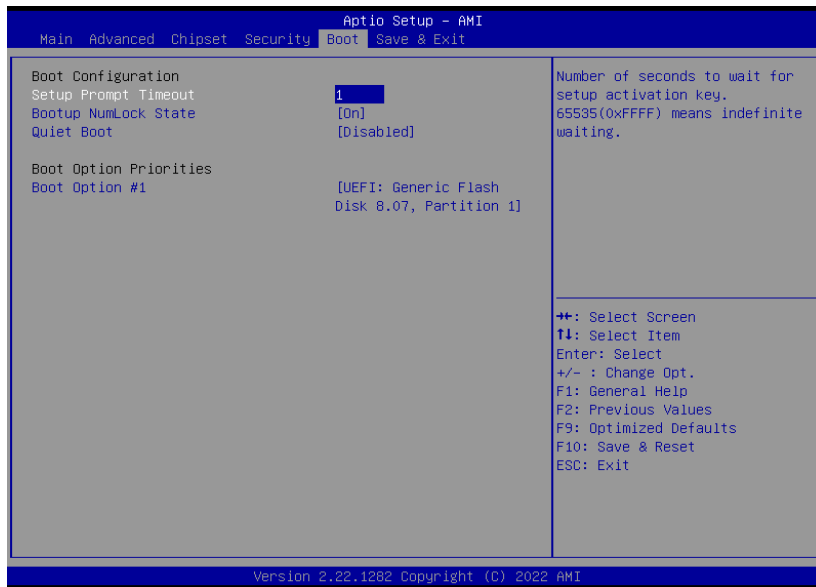 Aptio Setup – AMI
Main Advanced Chipset Security Boot Save & Exit
Boot Configuration
Setup Prompt Timeout 1
Bootup NumLock State [On]
Quiet Boot [Disabled]
Boot Option Priorities
Boot Option #1 [UEFI: Generic Flash
Disk 8.07, Partition 1]
Number of seconds to wait for
setup activation key.
65535(0xFFFF) means indefinite
waiting.
→←: Select Screen
↑↓: Select Item
Enter: Select
+/- : Change Opt.
F1: General Help
F2: Previous Values
F9: Optimized Defaults
F10: Save & Reset
ESC: Exit
Version 2.22.1282 Copyright (C) 2022 AMI